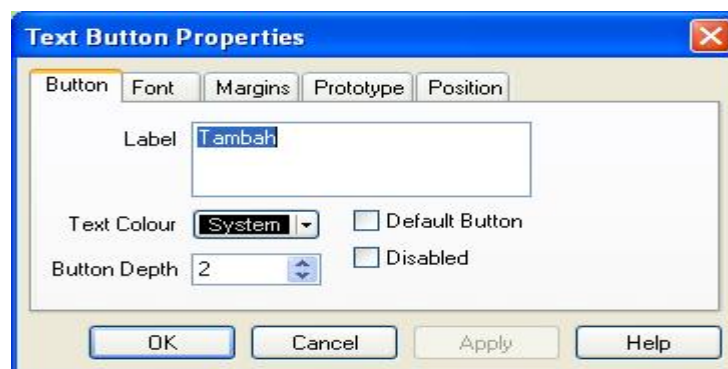 Text Button Properties
Button Font Margins Prototype Position
Label Tambah
Text Colour System Default Button
Button Depth 2 Disabled
OK Cancel Apply Help